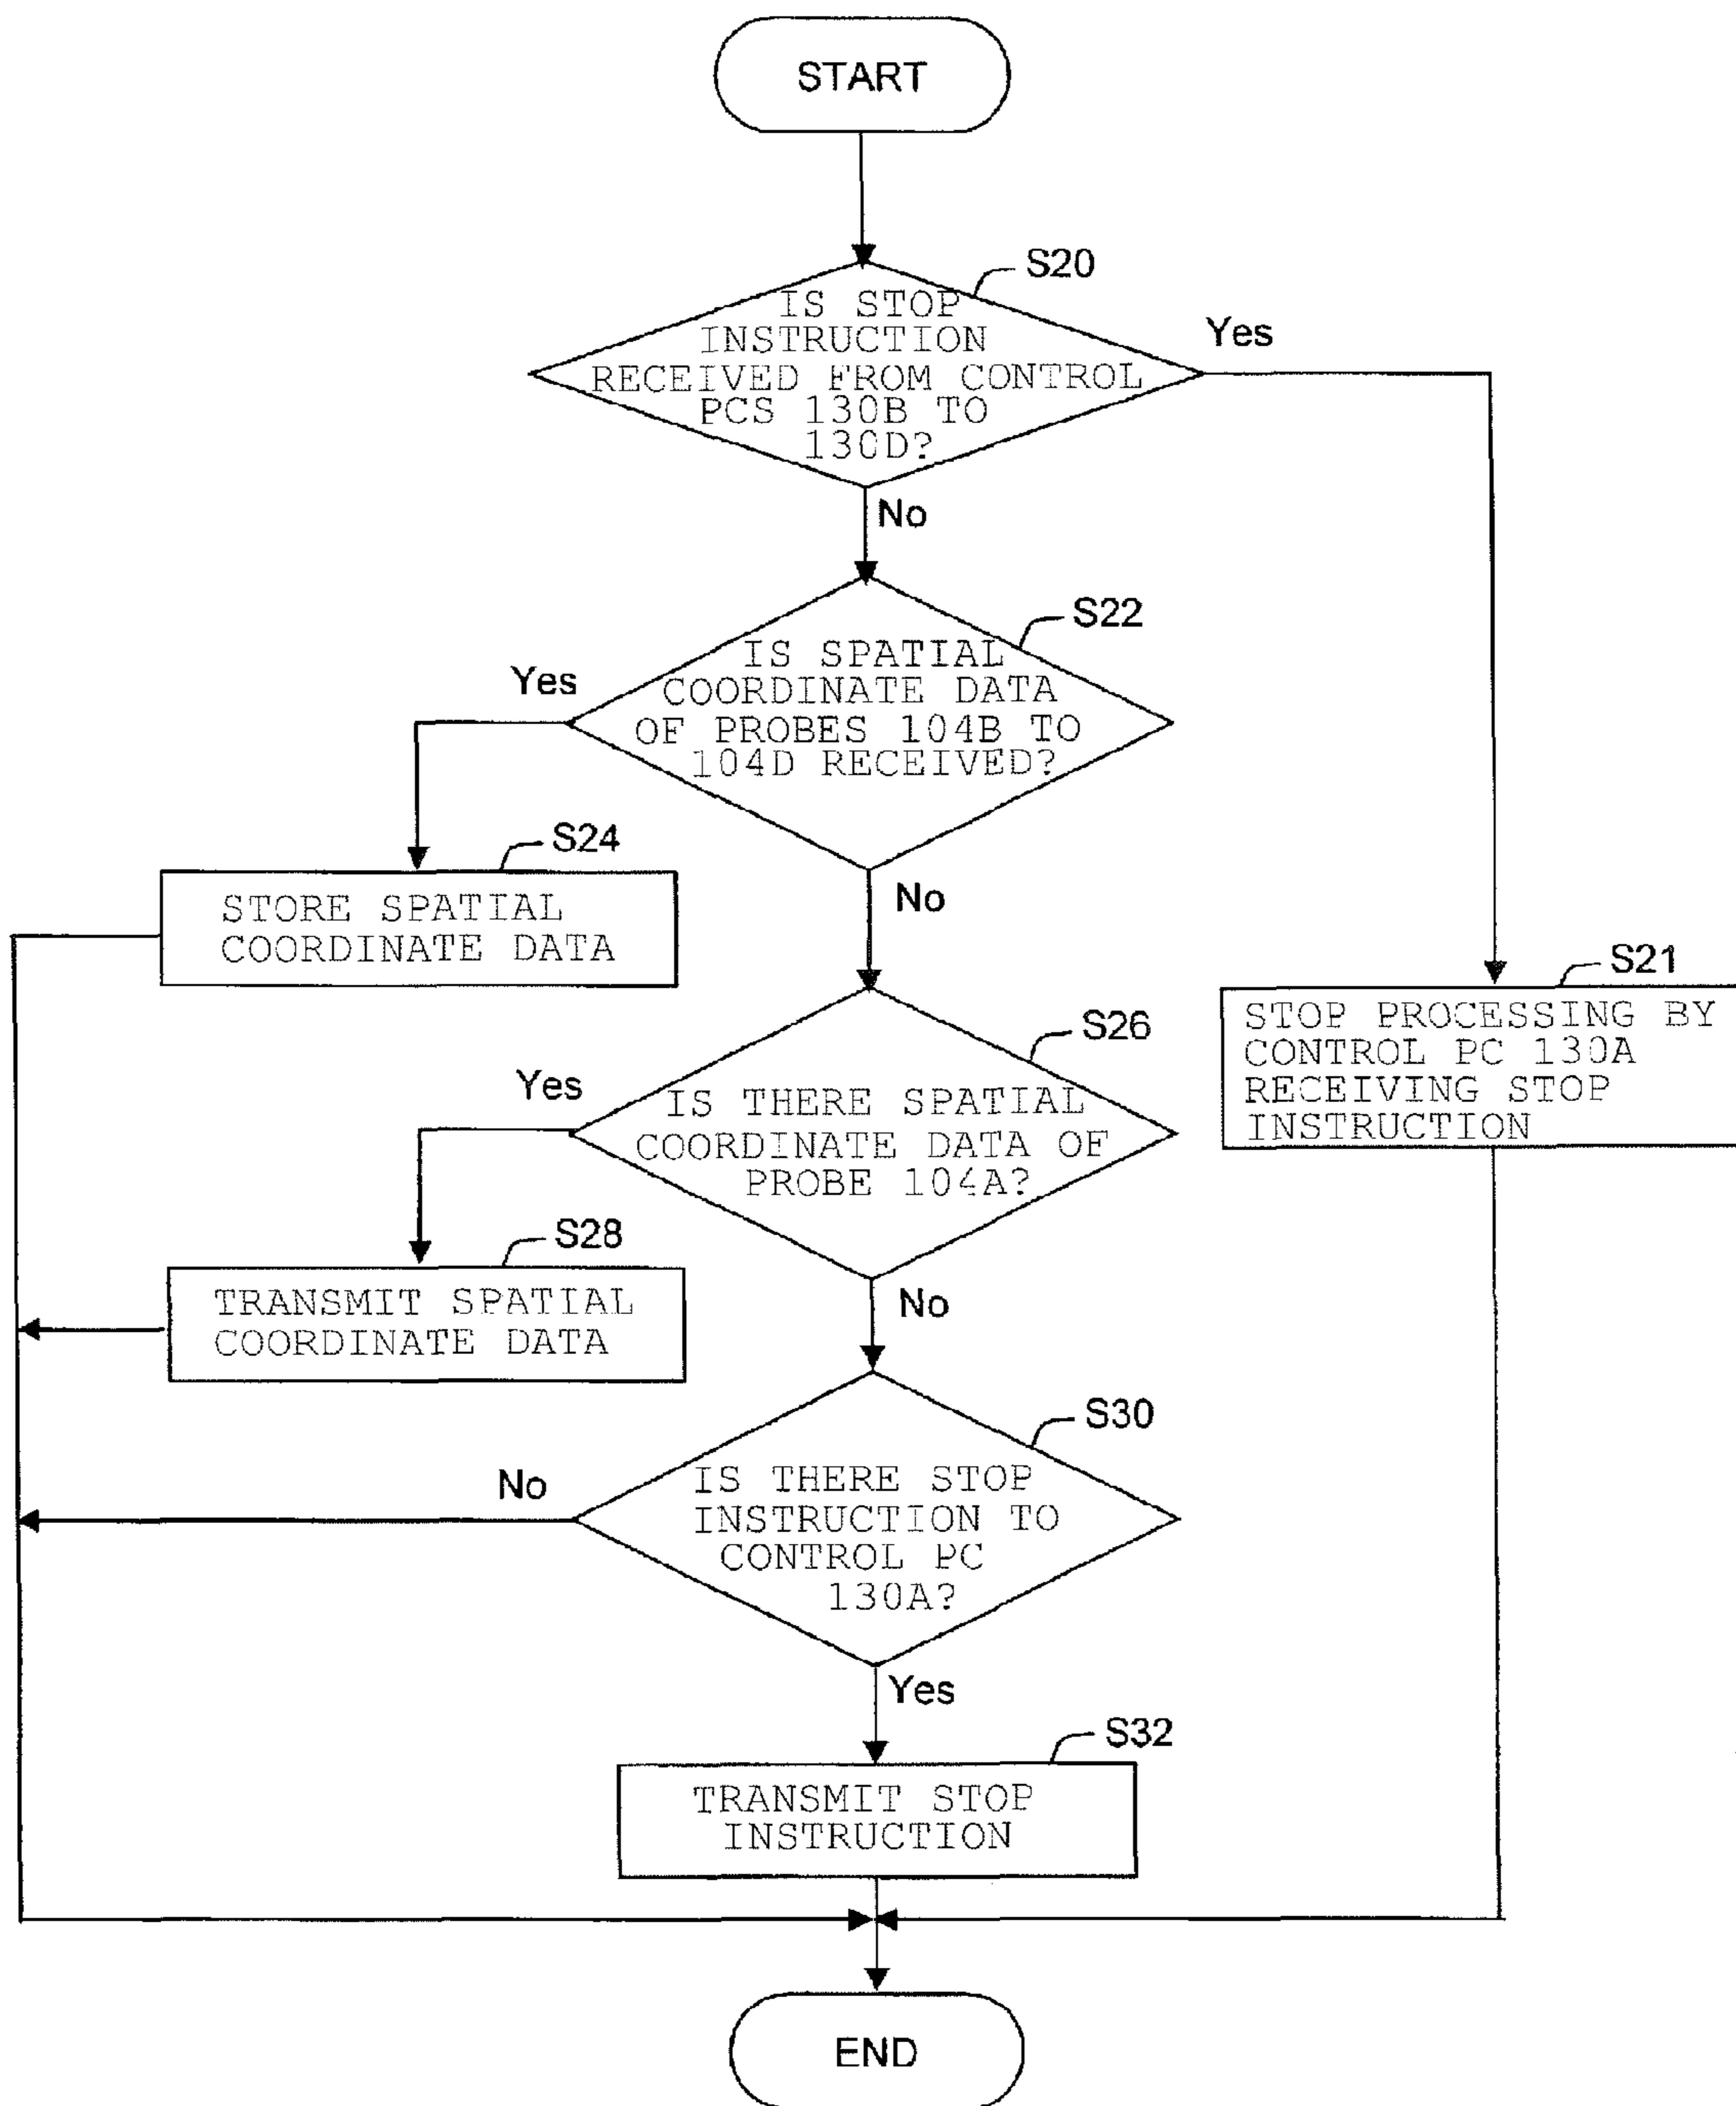 START
S20
IS STOP
INSTRUCTION
RECEIVED FROM CONTROL
PCS 130B TO
130D?
Yes
No
S22
IS SPATIAL
COORDINATE DATA
OF PROBES 104B TO
104D RECEIVED?
Yes
No
S24
STORE SPATIAL
COORDINATE DATA
S21
STOP PROCESSING BY
CONTROL PC 130A
RECEIVING STOP
INSTRUCTION
S26
IS THERE SPATIAL
COORDINATE DATA OF
PROBE 104A?
Yes
No
S28
TRANSMIT SPATIAL
COORDINATE DATA
S30
IS THERE STOP
INSTRUCTION TO
CONTROL PC
130A?
No
Yes
S32
TRANSMIT STOP
INSTRUCTION
END